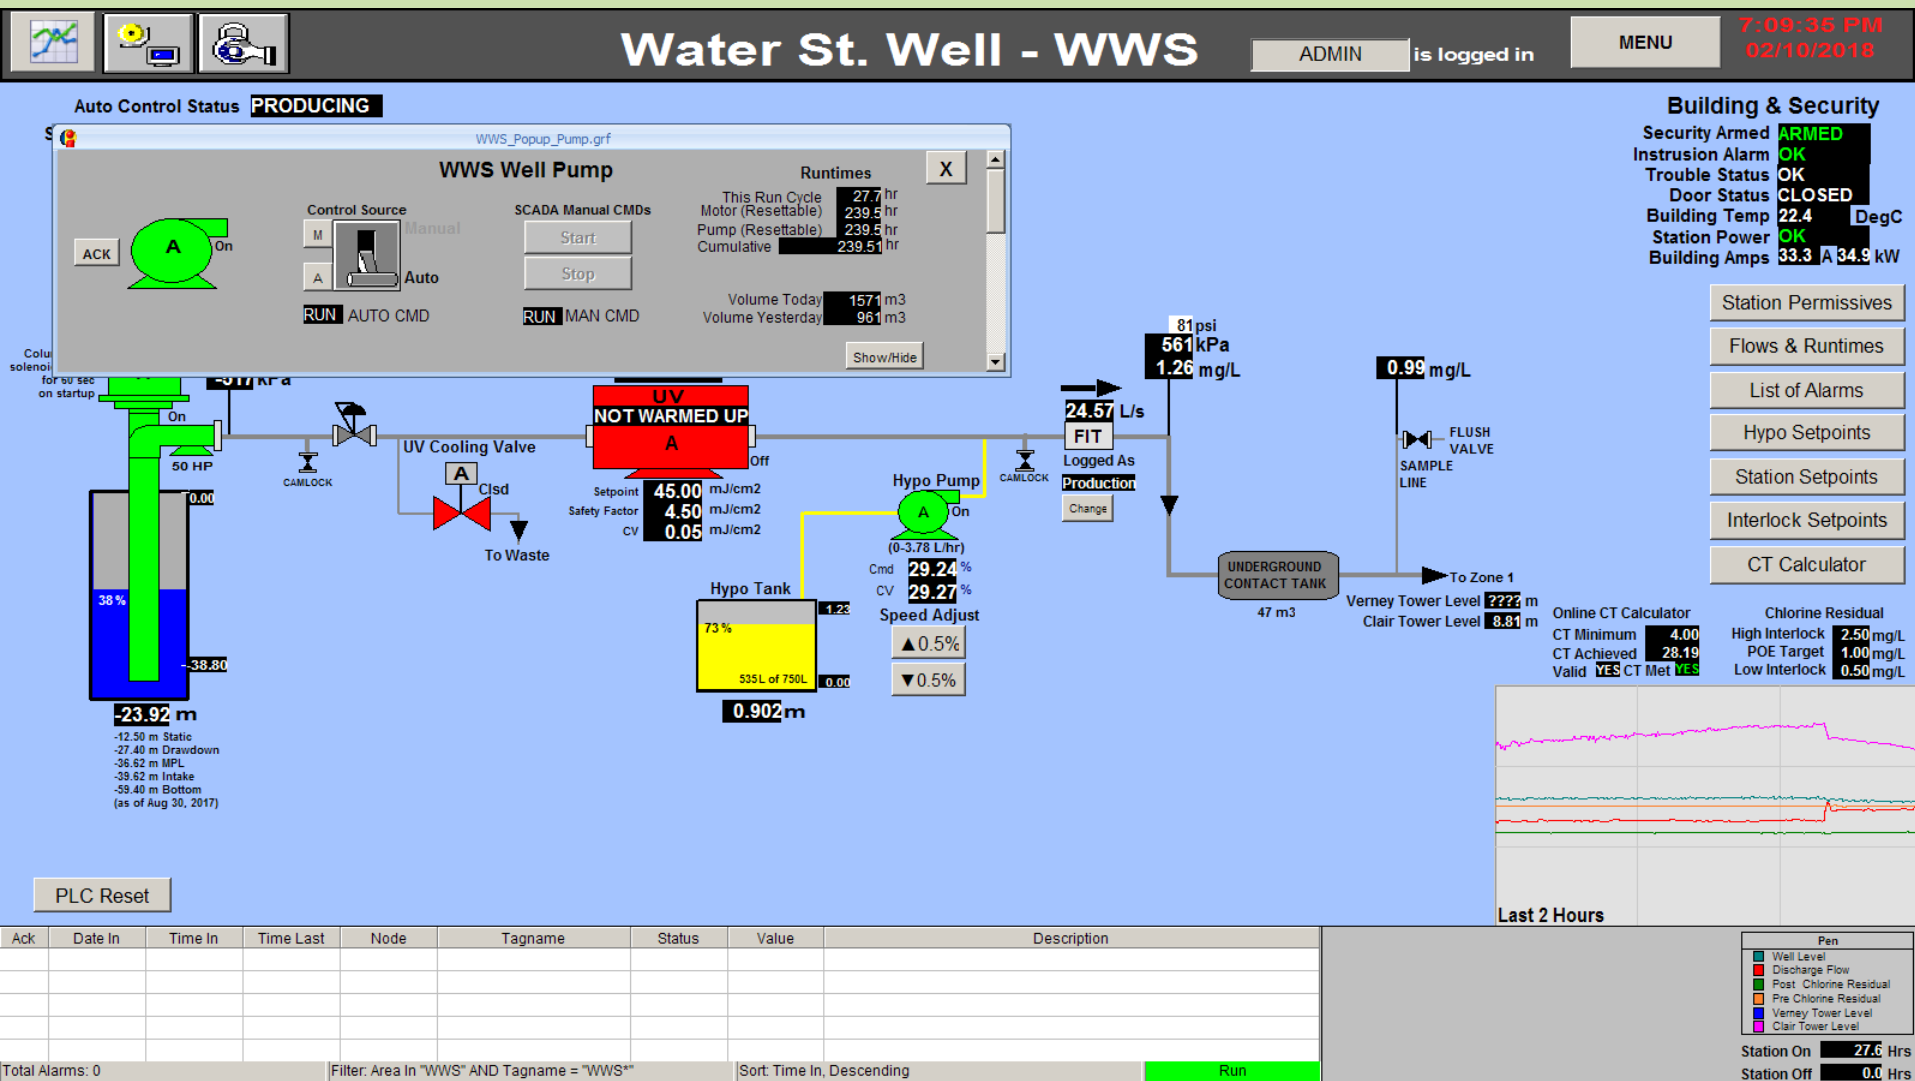 Water St. Well - WWS
ADMIN is logged in
MENU
7:09:35 PM
02/10/2018
Auto Control Status PRODUCING
WWS_Popup_Pump.grf
WWS Well Pump
X
ACK
A
On
Control Source
M
Manual
A
Auto
RUN AUTO CMD
SCADA Manual CMDs
Start
Stop
RUN MAN CMD
Runtimes
This Run Cycle 27.7 hr
Motor (Resettable) 239.5 hr
Pump (Resettable) 239.5 hr
Cumulative 239.51 hr
Volume Today 1571 m3
Volume Yesterday 961 m3
Show/Hide
Building & Security
Security Armed ARMED
Instrusion Alarm OK
Trouble Status OK
Door Status CLOSED
Building Temp 22.4 DegC
Station Power OK
Building Amps 33.3 A 34.9 kW
Station Permissives
Flows & Runtimes
List of Alarms
Hypo Setpoints
Station Setpoints
Interlock Setpoints
CT Calculator
for 60 sec
on startup
-517 kPa
On
50 HP
CAMLOCK
UV Cooling Valve
A
Clsd
To Waste
UV
NOT WARMED UP
A
Off
Setpoint 45.00 mJ/cm2
Safety Factor 4.50 mJ/cm2
CV 0.05 mJ/cm2
Hypo Pump
A
On
(0-3.78 L/hr)
Cmd 29.24 %
CV 29.27 %
Speed Adjust
▲0.5%
▼0.5%
CAMLOCK
24.57 L/s
FIT
Logged As
Production
Change
81 psi
561 kPa
1.26 mg/L
0.99 mg/L
FLUSH
VALVE
SAMPLE
LINE
UNDERGROUND
CONTACT TANK
47 m3
To Zone 1
Verney Tower Level ???? m
Clair Tower Level 8.81 m
Hypo Tank
1.23
73 %
535L of 750L
0.00
0.902 m
0.00
38 %
-38.80
-23.92 m
-12.50 m Static
-27.40 m Drawdown
-36.62 m MPL
-39.62 m Intake
-59.40 m Bottom
(as of Aug 30, 2017)
Online CT Calculator
CT Minimum 4.00
CT Achieved 28.19
Valid YES CT Met YES
Chlorine Residual
High Interlock 2.50 mg/L
POE Target 1.00 mg/L
Low Interlock 0.50 mg/L
Last 2 Hours
PLC Reset
Ack Date In Time In Time Last Node Tagname Status Value Description
Total Alarms: 0 Filter: Area In "WWS" AND Tagname = "WWS*" Sort: Time In, Descending Run
Pen
Well Level
Discharge Flow
Post Chlorine Residual
Pre Chlorine Residual
Verney Tower Level
Clair Tower Level
Station On 27.6 Hrs
Station Off 0.0 Hrs